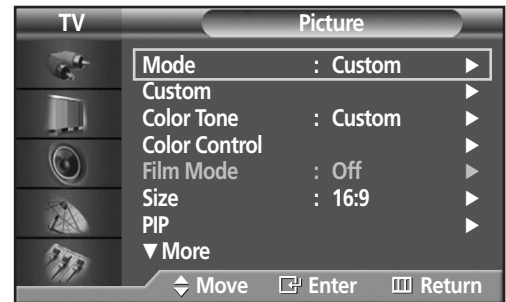 TV Picture
Mode : Custom ▶
Custom ▶
Color Tone : Custom ▶
Color Control ▶
Film Mode : Off ▶
Size : 16:9 ▶
PIP ▶
▼ More
Move Enter Return